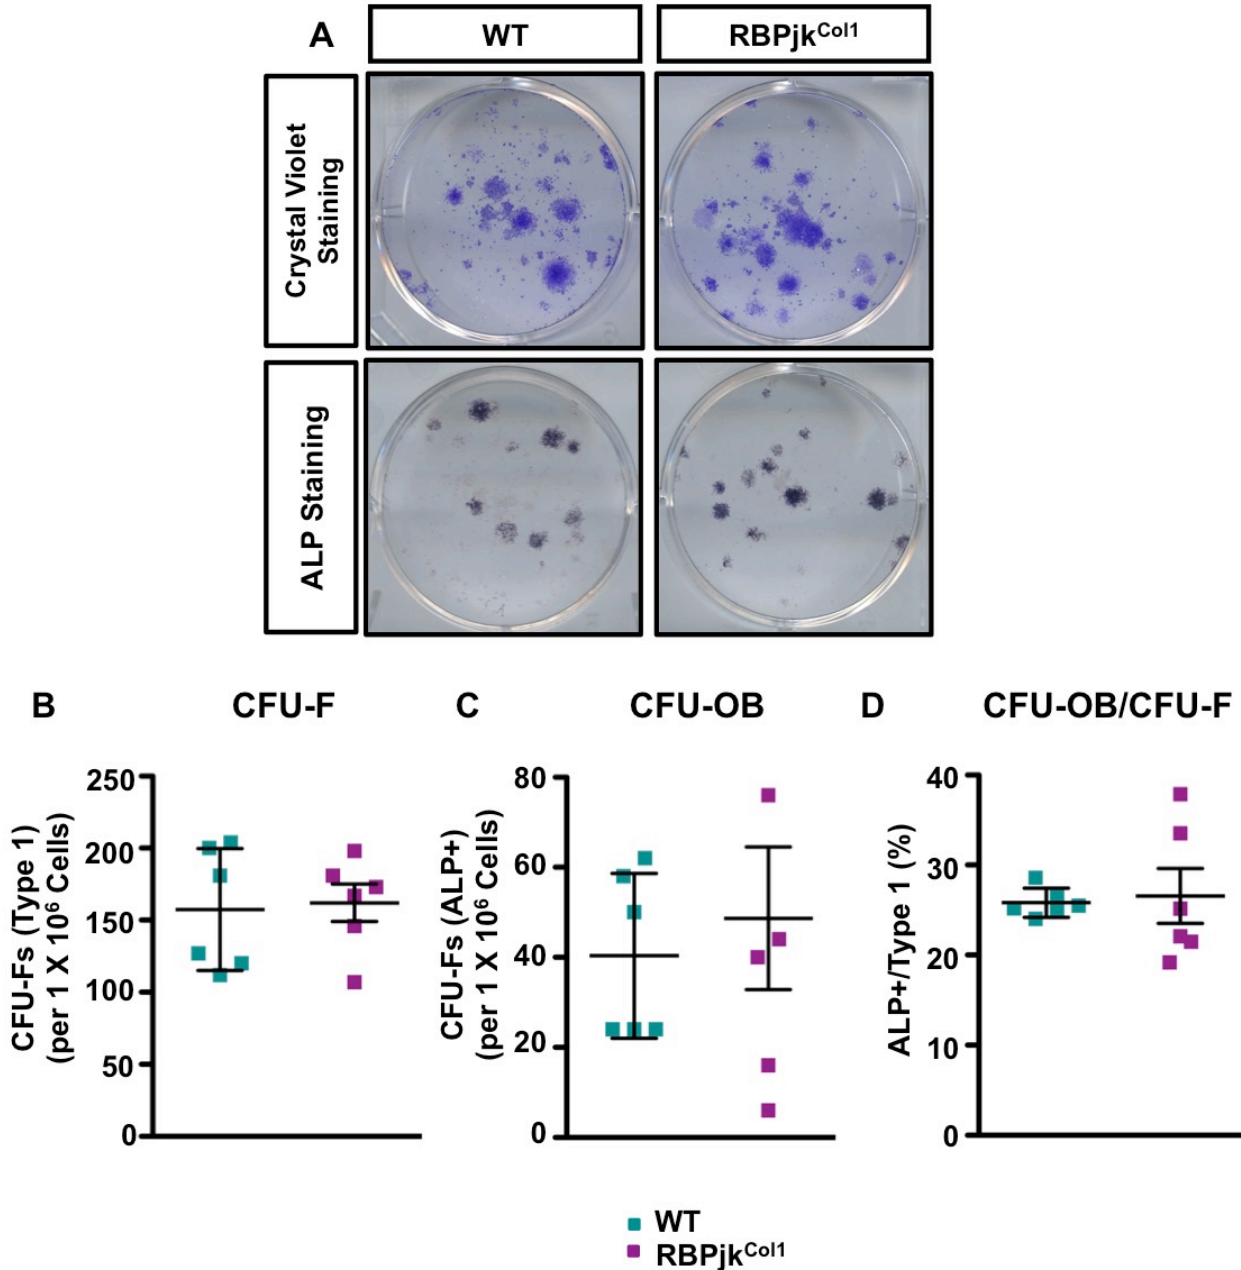 A
WT
RBPjkᶜᵒˡ¹
Crystal Violet
Staining
ALP Staining
B
CFU-F
C
CFU-OB
D
CFU-OB/CFU-F
CFU-Fs (Type 1)
(per 1 X 10⁶ Cells)
250
200
150
100
50
0
CFU-Fs (ALP+)
(per 1 X 10⁶ Cells)
80
60
40
20
0
ALP+/Type 1 (%)
40
30
20
10
0
WT
RBPjkᶜᵒˡ¹